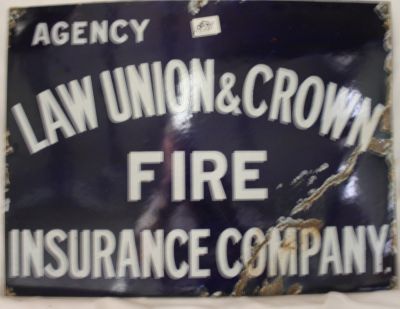 AGENCY
LAW UNION & CROWN
FIRE
INSURANCE COMPANY.